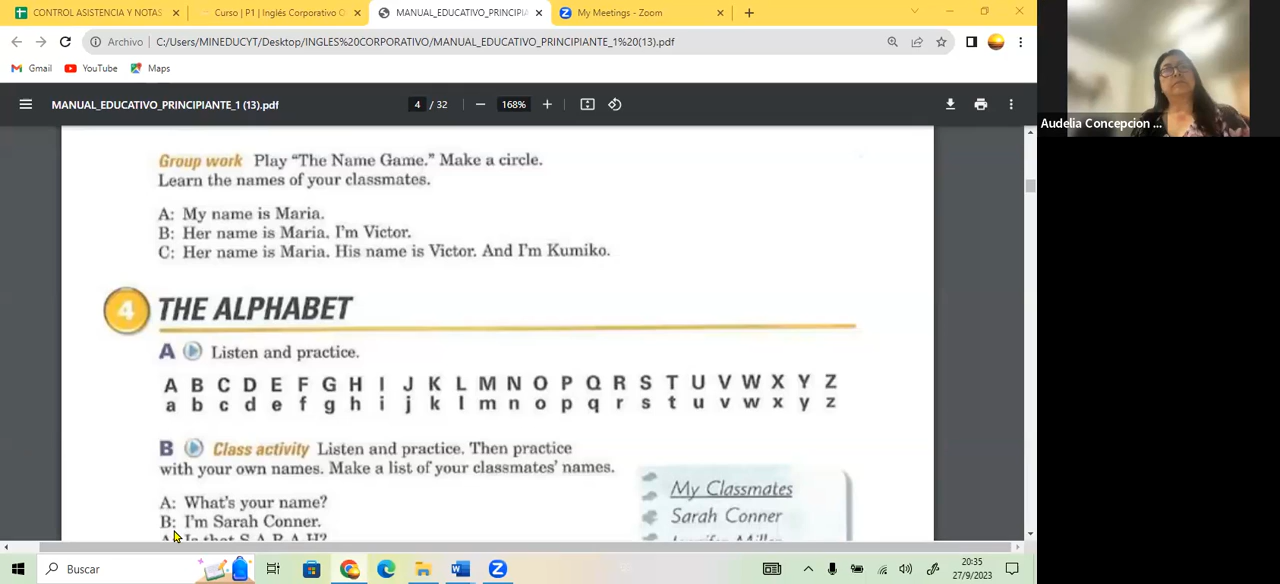 CONTROL ASISTENCIA Y NOTAS
Curso | P1 | Inglés Corporativo O
MANUAL_EDUCATIVO_PRINCIPIA
My Meetings - Zoom
Archivo
C:/Users/MINEDUCYT/Desktop/INGLES%20CORPORATIVO/MANUAL_EDUCATIVO_PRINCIPIANTE_1%20(13).pdf
Gmail YouTube Maps
MANUAL_EDUCATIVO_PRINCIPIANTE_1 (13).pdf
4 / 32
168%
Audelia Concepcion ...
Group work Play “The Name Game.” Make a circle.
Learn the names of your classmates.
A: My name is Maria.
B: Her name is Maria. I'm Victor.
C: Her name is Maria. His name is Victor. And I'm Kumiko.
4 THE ALPHABET
A Listen and practice.
A B C D E F G H I J K L M N O P Q R S T U V W X Y Z
a b c d e f g h i j k l m n o p q r s t u v w x y z
B Class activity Listen and practice. Then practice
with your own names. Make a list of your classmates' names.
A: What's your name?
B: I'm Sarah Conner.
A: Is that S-A-R-A-H?
My Classmates
Sarah Conner
Jennifer Miller
Buscar
20:35
27/9/2023